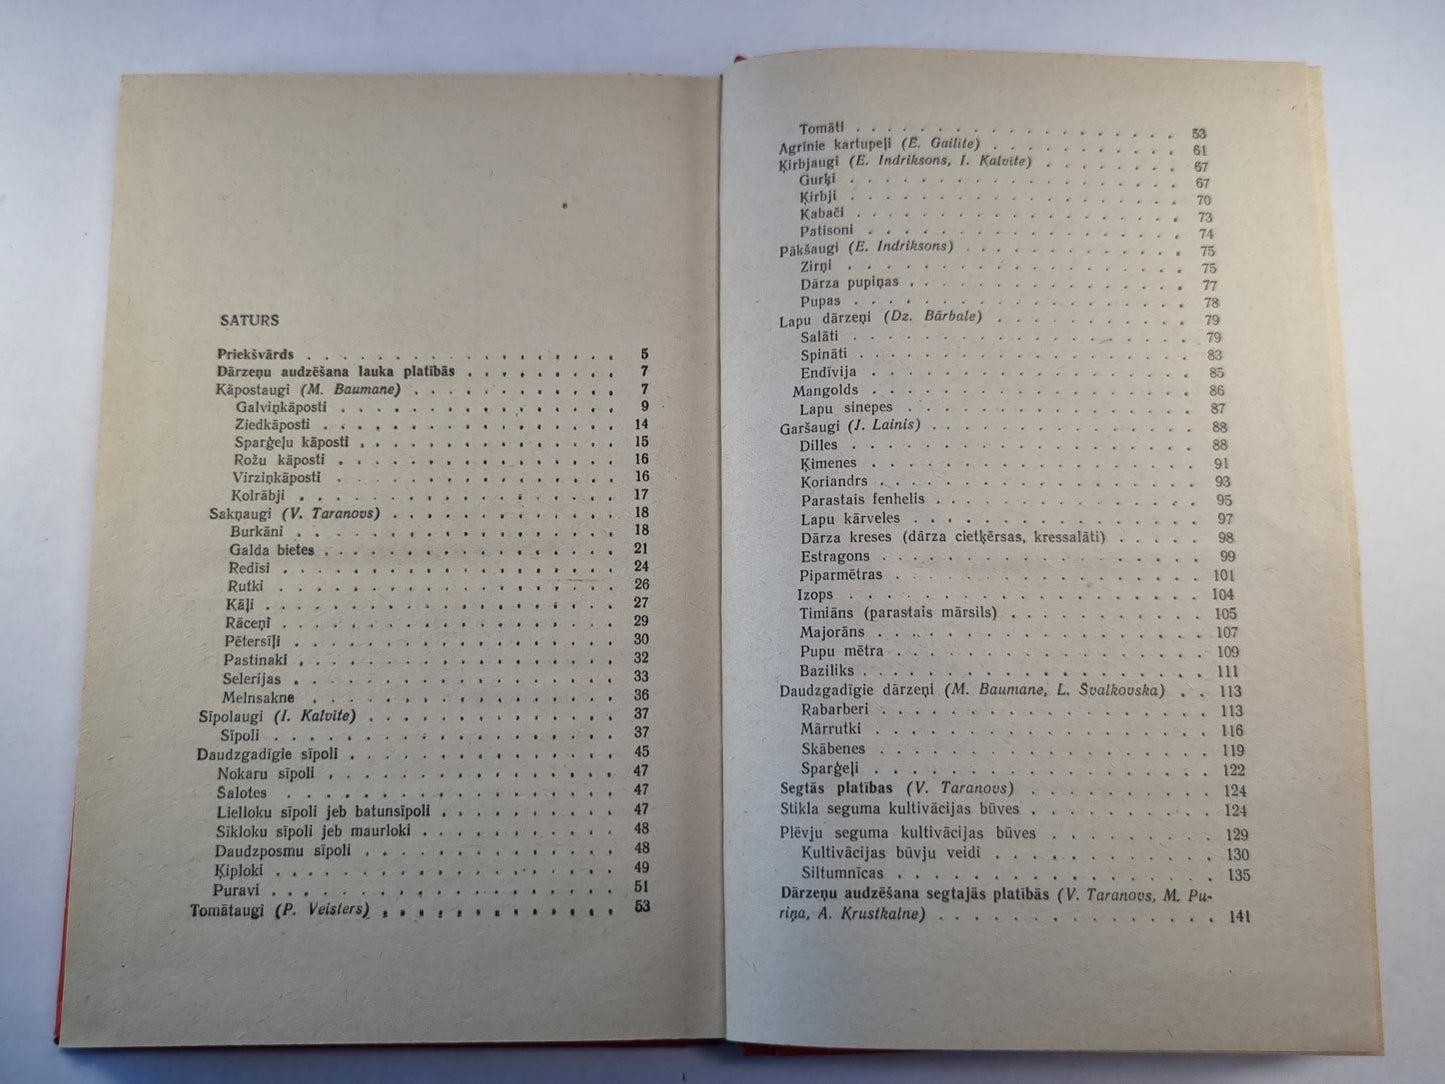 SATURS
Priekšvārds . . . . . . . . . . . . . . 5
Dārzeņu audzēšana lauka platībās . . . . . . . 7
Kāpostaugi (M. Baumane) . . . . . . . . . 7
Galviņkāposti . . . . . . . . . . . . 9
Ziedkāposti . . . . . . . . . . . . . 14
Sparģeļu kāposti . . . . . . . . . . . 15
Rožu kāposti . . . . . . . . . . . . 16
Virziņkāposti . . . . . . . . . . . . 16
Kolrābji . . . . . . . . . . . . . . 17
Sakņaugi (V. Taranovs) . . . . . . . . . . 18
Burkāni . . . . . . . . . . . . . . 18
Galda bietes . . . . . . . . . . . . . 21
Redīsi . . . . . . . . . . . . . . . 24
Rutki . . . . . . . . . . . . . . . 26
Kāļi . . . . . . . . . . . . . . . . 27
Rāceņi . . . . . . . . . . . . . . . 29
Pētersīļi . . . . . . . . . . . . . . 30
Pastinaki . . . . . . . . . . . . . . 32
Selerijas . . . . . . . . . . . . . . 33
Melnsakne . . . . . . . . . . . . . . 36
Sīpolaugi (I. Kalvīte) . . . . . . . . . . . 37
Sīpoli . . . . . . . . . . . . . . . 37
Daudzgadīgie sīpoli . . . . . . . . . . . . 45
Nokaru sīpoli . . . . . . . . . . . . . 47
Šalotes . . . . . . . . . . . . . . . 47
Lielloku sīpoli jeb batunsīpoli . . . . . . . . 47
Sīkloku sīpoli jeb maurloki . . . . . . . . . 48
Daudzposmu sīpoli . . . . . . . . . . . 48
Ķiploki . . . . . . . . . . . . . . . 49
Puravi . . . . . . . . . . . . . . . 51
Tomātaugi (P. Veisters) . . . . . . . . . . . 53
Tomāti . . . . . . . . . . . . . . . 53
Agrīnie kartupeļi (E. Gailīte) . . . . . . . . 61
Ķirbjaugi (E. Indriksons, I. Kalvīte) . . . . . . 67
Gurķi . . . . . . . . . . . . . . . 67
Ķirbji . . . . . . . . . . . . . . . 70
Kabači . . . . . . . . . . . . . . . 73
Patisoni . . . . . . . . . . . . . . 74
Pākšaugi (E. Indriksons) . . . . . . . . . . 75
Zirņi . . . . . . . . . . . . . . . 75
Dārza pupiņas . . . . . . . . . . . . 77
Pupas . . . . . . . . . . . . . . . 78
Lapu dārzeņi (Dz. Bārbale) . . . . . . . . . 79
Salāti . . . . . . . . . . . . . . . 79
Spināti . . . . . . . . . . . . . . . 83
Endīvija . . . . . . . . . . . . . . 85
Mangolds . . . . . . . . . . . . . . 86
Lapu sinepes . . . . . . . . . . . . . 87
Garšaugi (J. Lainis) . . . . . . . . . . . . 88
Dilles . . . . . . . . . . . . . . . 88
Ķimenes . . . . . . . . . . . . . . 91
Koriandrs . . . . . . . . . . . . . . 93
Parastais fenhelis . . . . . . . . . . . 95
Lapu kārveles . . . . . . . . . . . . . 97
Dārza kreses (dārza cietķērsas, kressalāti) . . . . . 98
Estragons . . . . . . . . . . . . . . 99
Piparmētras . . . . . . . . . . . . . 101
Izops . . . . . . . . . . . . . . . 104
Timiāns (parastais mārsils) . . . . . . . . . 105
Majorāns . . . . . . . . . . . . . . 107
Pupu mētra . . . . . . . . . . . . . . 109
Baziliks . . . . . . . . . . . . . . 111
Daudzgadīgie dārzeņi (M. Baumane, L. Švalkovska) . . 113
Rabarberi . . . . . . . . . . . . . . 113
Mārrutki . . . . . . . . . . . . . . 116
Skābenes . . . . . . . . . . . . . . 119
Sparģeļi . . . . . . . . . . . . . . 122
Segtās platības (V. Taranovs) . . . . . . . . . 124
Stikla seguma kultivācijas būves . . . . . . . . 124
Plēvju seguma kultivācijas būves . . . . . . . . 129
Kultivācijas būvju veidi . . . . . . . . . . 130
Siltumnīcas . . . . . . . . . . . . . . 135
Dārzeņu audzēšana segtajās platībās (V. Taranovs, M. Pu-
riņa, A. Krustkalne) . . . . . . . . . . . . 141